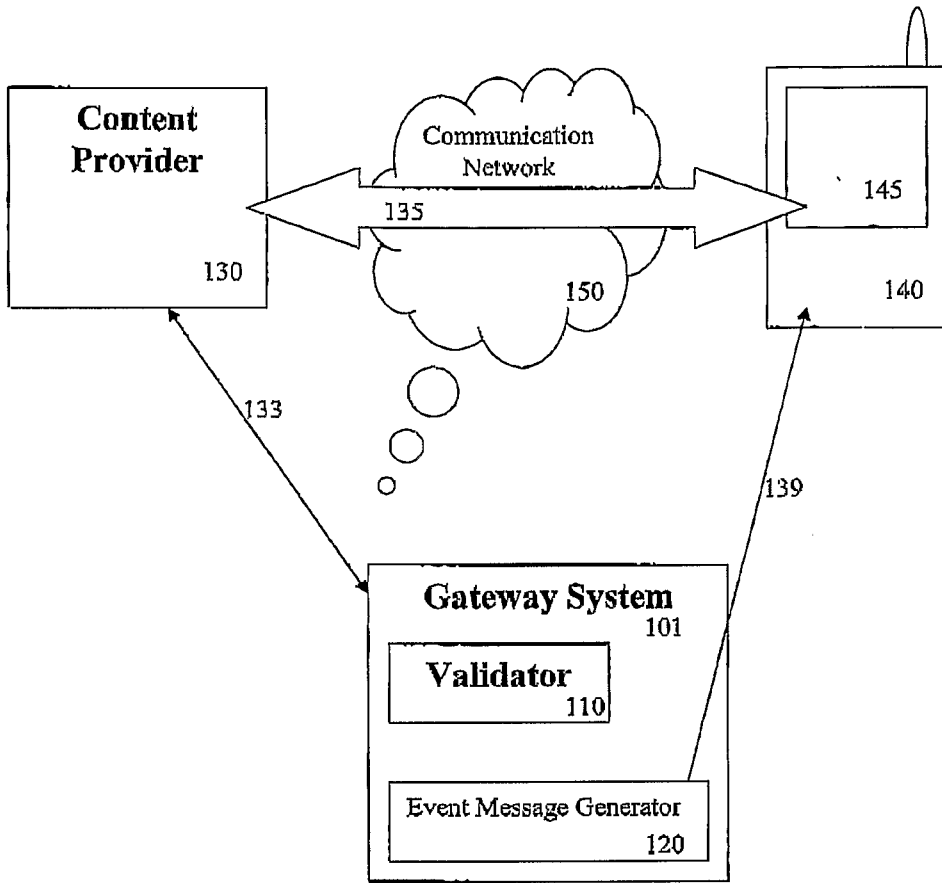 Content
Provider
130
Communication
Network
135
150
145
140
133
139
Gateway System
101
Validator
110
Event Message Generator
120